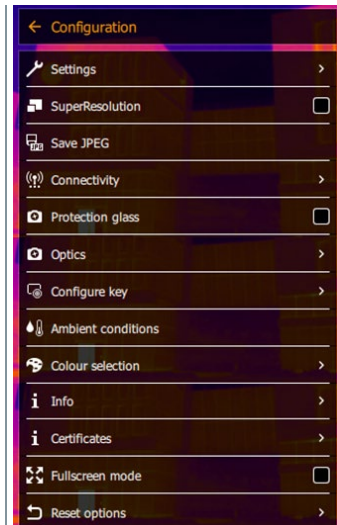 Configuration
Settings
SuperResolution
JPG
Save JPEG
Connectivity
Protection glass
Optics
Configure key
Ambient conditions
Colour selection
Info
Certificates
Fullscreen mode
Reset options